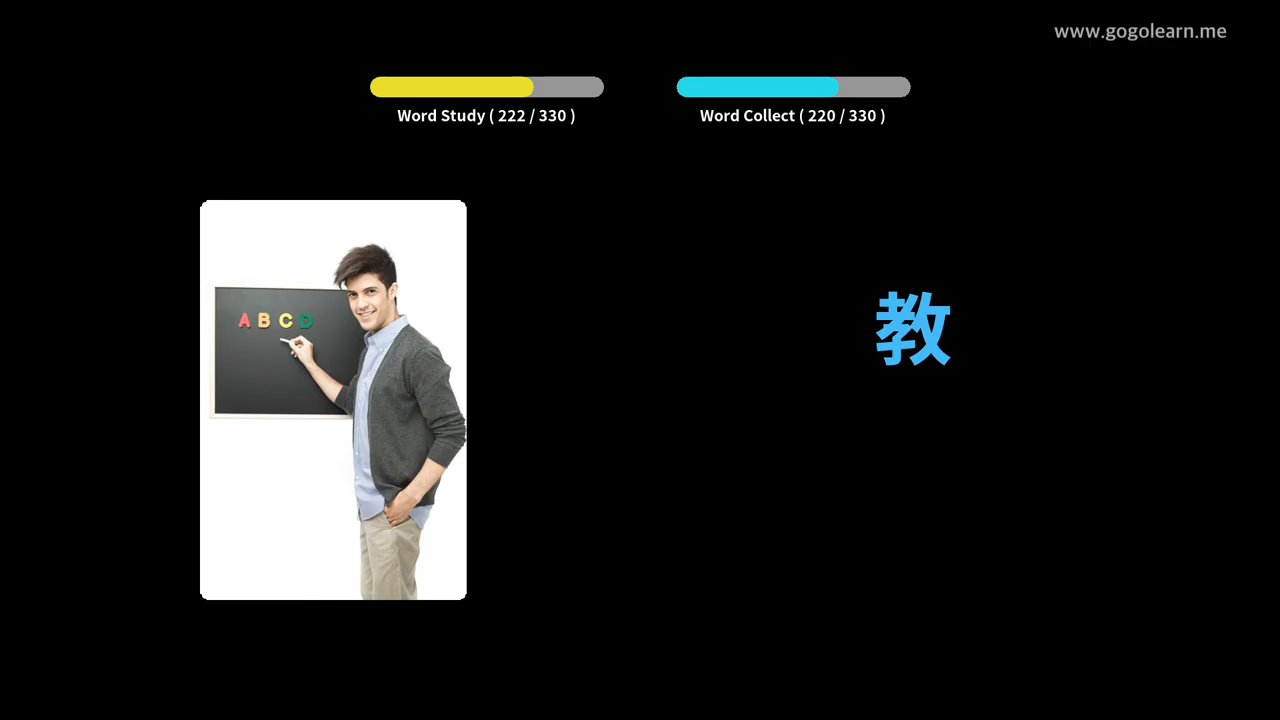 www.gogolearn.me
Word Study ( 222 / 330 )
Word Collect ( 220 / 330 )
A B C D
教